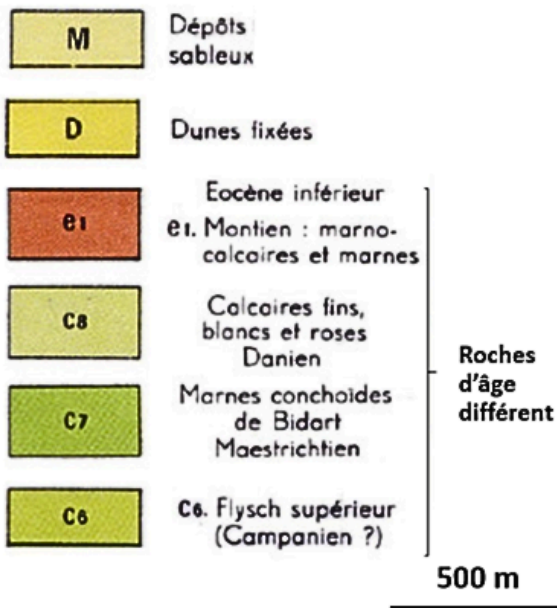 M
Dépôts
sableux
D
Dunes fixées
e1
Eocène inférieur
e1. Montien : marno-
calcaires et marnes
c8
Calcaires fins,
blancs et roses
Danien
c7
Marnes conchoïdes
de Bidart
Maestrichtien
c6
c6. Flysch supérieur
(Campanien ?)
Roches
d'âge
différent
500 m